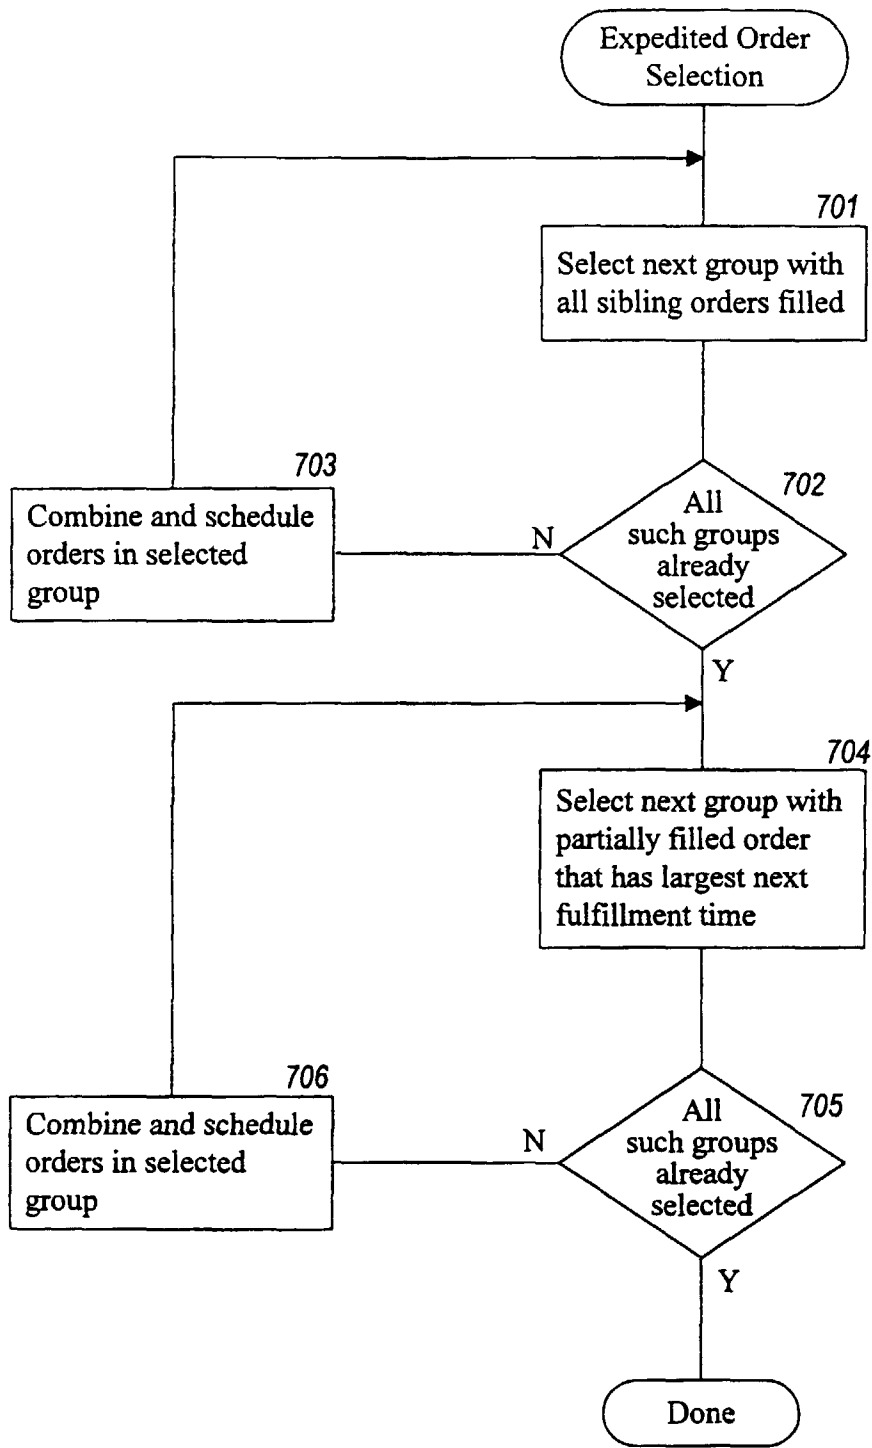 Expedited Order
Selection
701
Select next group with
all sibling orders filled
703
Combine and schedule
orders in selected
group
702
All
such groups
already
selected
N
Y
704
Select next group with
partially filled order
that has largest next
fulfillment time
706
Combine and schedule
orders in selected
group
705
All
such groups
already
selected
N
Y
Done